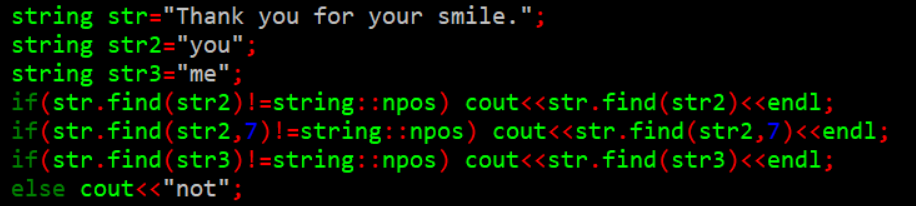 string str="Thank you for your smile.";
string str2="you";
string str3="me";
if(str.find(str2)!=string::npos) cout<<str.find(str2)<<endl;
if(str.find(str2,7)!=string::npos) cout<<str.find(str2,7)<<endl;
if(str.find(str3)!=string::npos) cout<<str.find(str3)<<endl;
else cout<<"not";